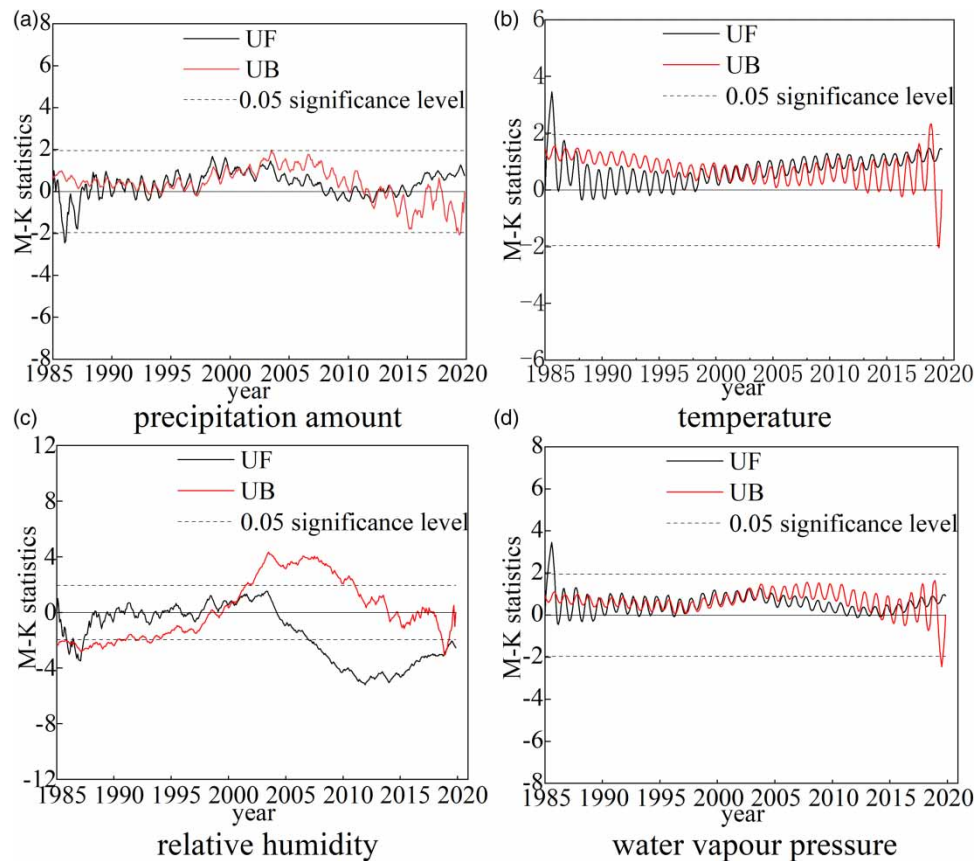 (a)
8
6
4
2
0
-2
-4
-6
-8
M-K statistics
UF
UB
0.05 significance level
1985 1990 1995 2000 2005 2010 2015 2020
year
precipitation amount
(b)
6
4
2
0
−2
−4
−6
M-K statistics
UF
UB
0.05 significance level
1985 1990 1995 2000 2005 2010 2015 2020
year
temperature
(c)
12
8
4
0
-4
-8
-12
M-K statistics
UF
UB
0.05 significance level
1985 1990 1995 2000 2005 2010 2015 2020
year
relative humidity
(d)
8
6
4
2
0
-2
-4
-6
-8
M-K statistics
UF
UB
0.05 significance level
1985 1990 1995 2000 2005 2010 2015 2020
year
water vapour pressure